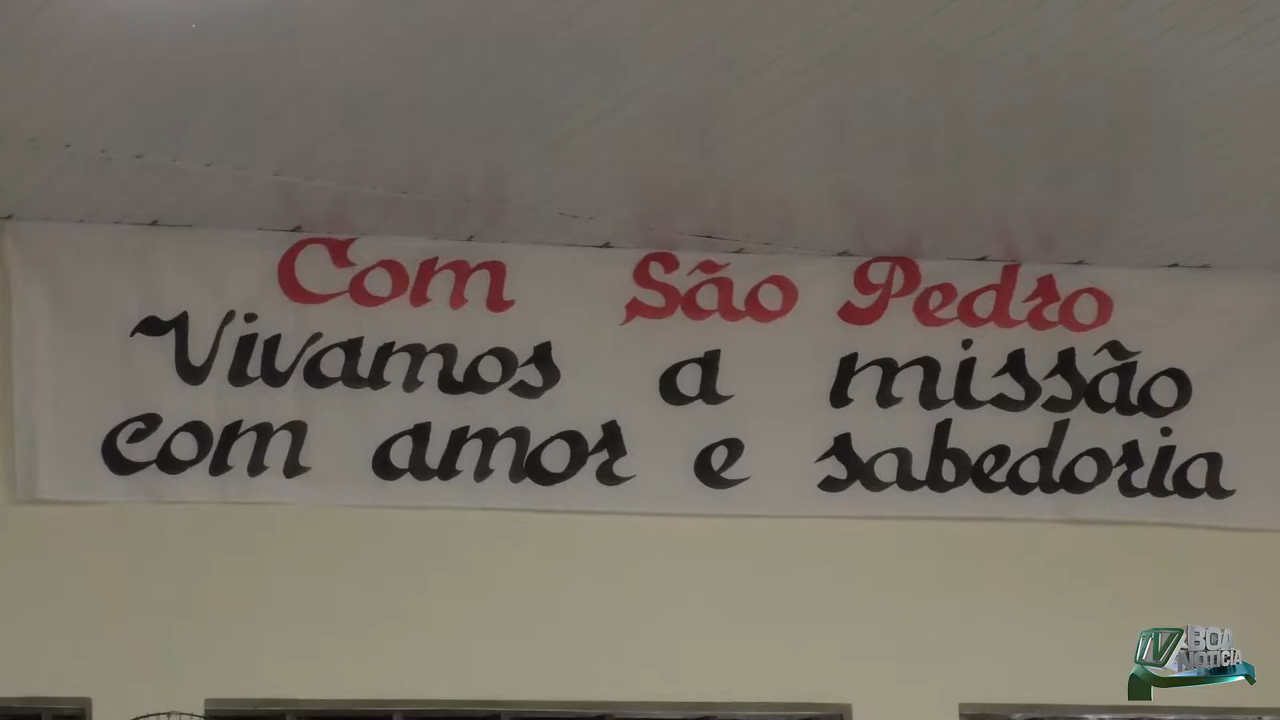 Com São Pedro
Vivamos a missão
com amor e sabedoria
TV BOA
NOTÍCIA